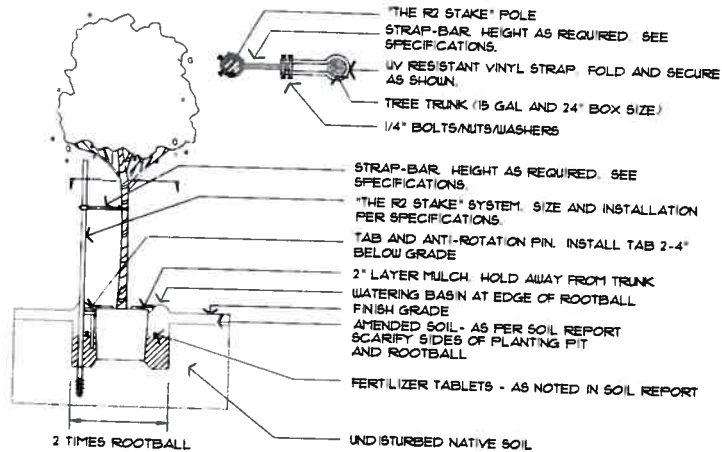 "THE R2 STAKE" POLE
STRAP-BAR. HEIGHT AS REQUIRED. SEE
SPECIFICATIONS.
UV RESISTANT VINYL STRAP. FOLD AND SECURE
AS SHOWN.
TREE TRUNK (15 GAL AND 24" BOX SIZE)
1/4" BOLTS/NUTS/WASHERS
STRAP-BAR. HEIGHT AS REQUIRED. SEE
SPECIFICATIONS.
"THE R2 STAKE" SYSTEM. SIZE AND INSTALLATION
PER SPECIFICATIONS.
TAB AND ANTI-ROTATION PIN. INSTALL TAB 2-4"
BELOW GRADE
2" LAYER MULCH. HOLD AWAY FROM TRUNK
WATERING BASIN AT EDGE OF ROOTBALL
FINISH GRADE
AMENDED SOIL- AS PER SOIL REPORT
SCARIFY SIDES OF PLANTING PIT
AND ROOTBALL
FERTILIZER TABLETS - AS NOTED IN SOIL REPORT
UNDISTURBED NATIVE SOIL
2 TIMES ROOTBALL